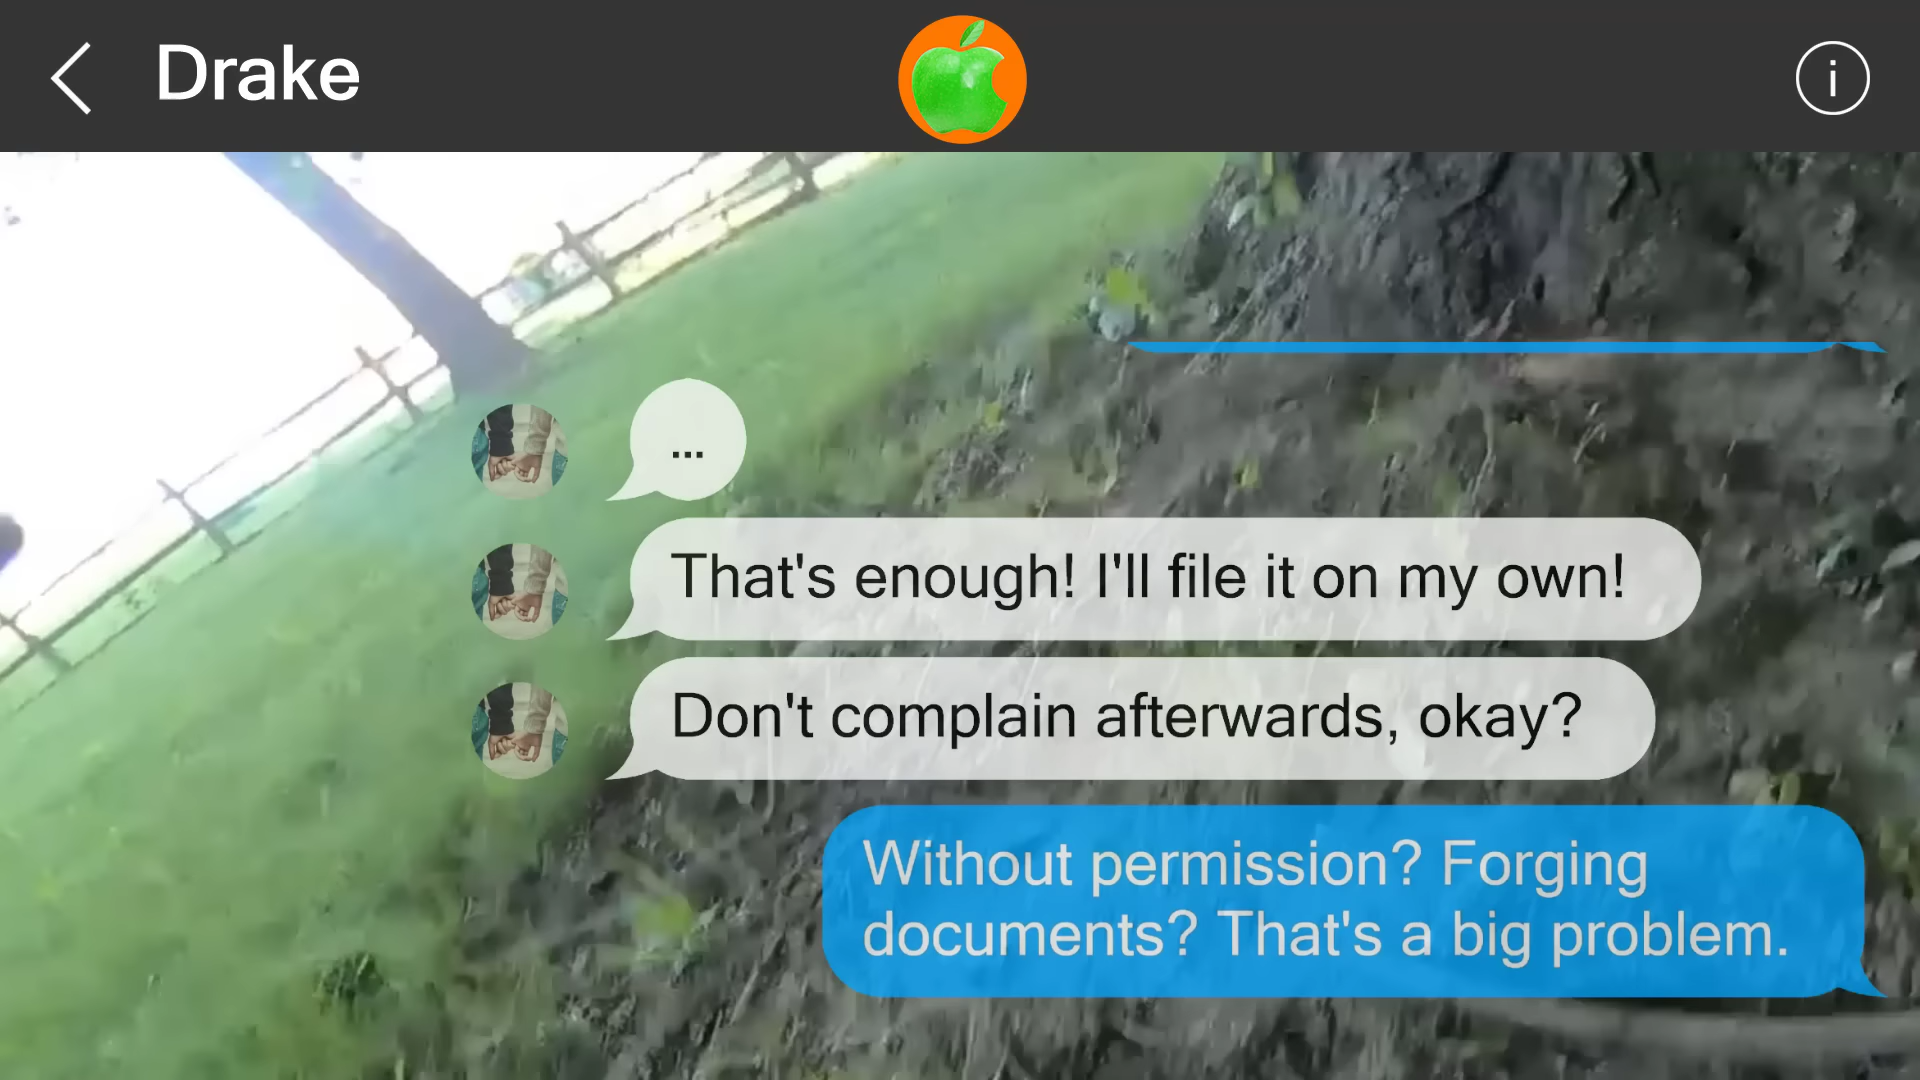 Drake
i
...
That's enough! I'll file it on my own!
Don't complain afterwards, okay?
Without permission? Forging
documents? That's a big problem.